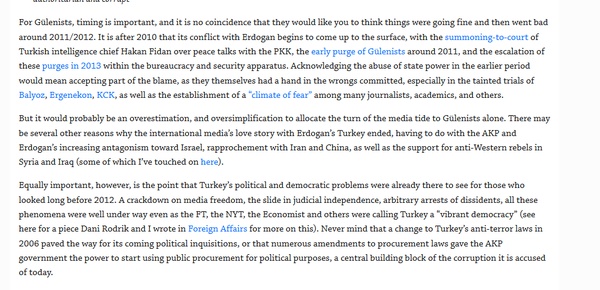 authoritarian and corrupt.
For Gülenists, timing is important, and it is no coincidence that they would like you to think things were going fine and then went bad
around 2011/2012. It is after 2010 that its conflict with Erdogan begins to come up to the surface, with the summoning-to-court of
Turkish intelligence chief Hakan Fidan over peace talks with the PKK, the early purge of Gülenists around 2011, and the escalation of
these purges in 2013 within the bureaucracy and security apparatus. Acknowledging the abuse of state power in the earlier period
would mean accepting part of the blame, as they themselves had a hand in the wrongs committed, especially in the tainted trials of
Balyoz, Ergenekon, KCK, as well as the establishment of a "climate of fear" among many journalists, academics, and others.
But it would probably be an overestimation, and oversimplification to allocate the turn of the media tide to Gülenists alone. There may
be several other reasons why the international media's love story with Erdogan's Turkey ended, having to do with the AKP and
Erdogan's increasing antagonism toward Israel, rapprochement with Iran and China, as well as the support for anti-Western rebels in
Syria and Iraq (some of which I've touched on here).
Equally important, however, is the point that Turkey's political and democratic problems were already there to see for those who
looked long before 2012. A crackdown on media freedom, the slide in judicial independence, arbitrary arrests of dissidents, all these
phenomena were well under way even as the FT, the NYT, the Economist and others were calling Turkey a "vibrant democracy" (see
here for a piece Dani Rodrik and I wrote in Foreign Affairs for more on this). Never mind that a change to Turkey's anti-terror laws in
2006 paved the way for its coming political inquisitions, or that numerous amendments to procurement laws gave the AKP
government the power to start using public procurement for political purposes, a central building block of the corruption it is accused
of today.